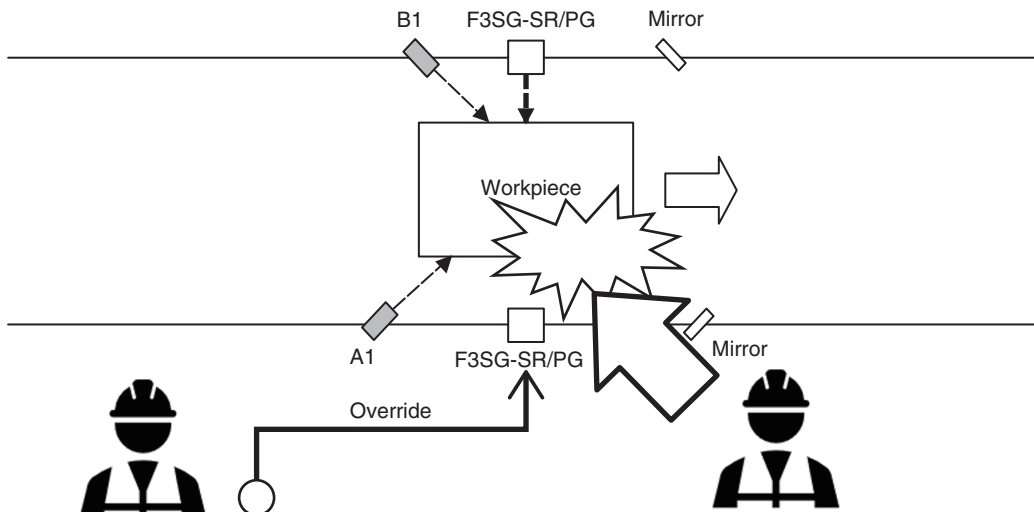 B1
F3SG-SR/PG
Mirror
Workpiece
A1
F3SG-SR/PG
Mirror
Override